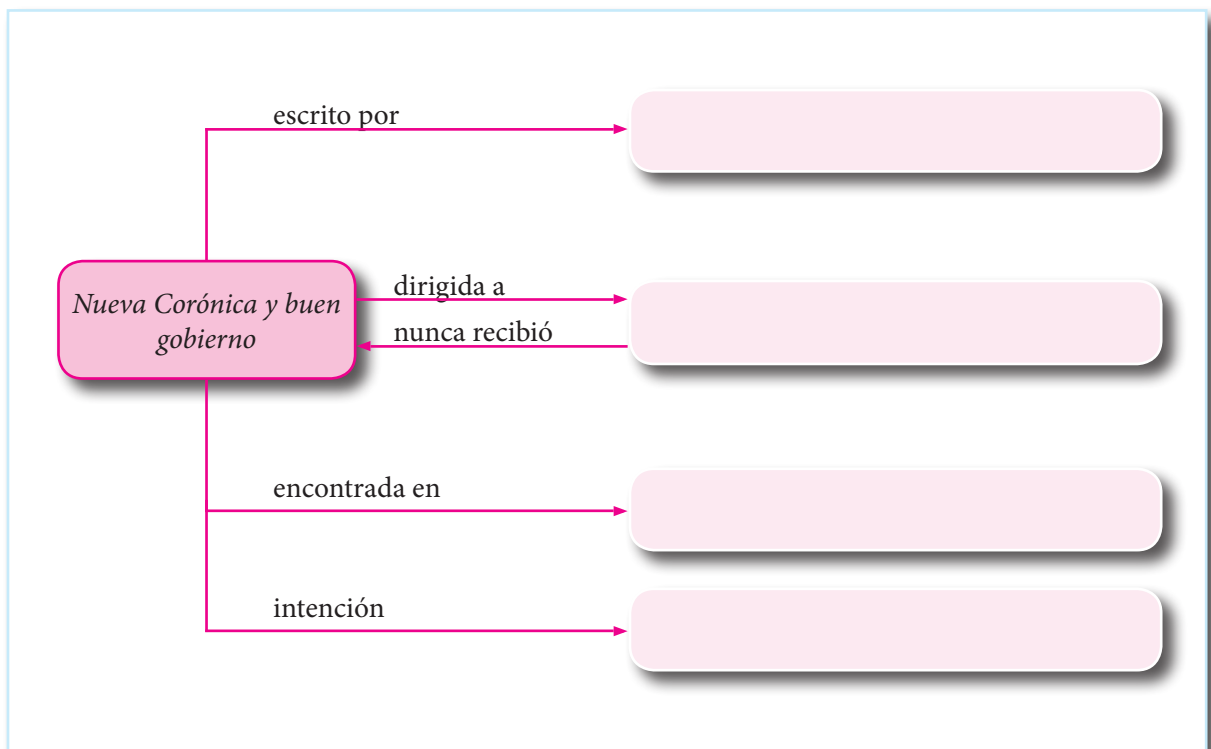 escrito por
Nueva Corónica y buen
gobierno
dirigida a
nunca recibió
encontrada en
intención